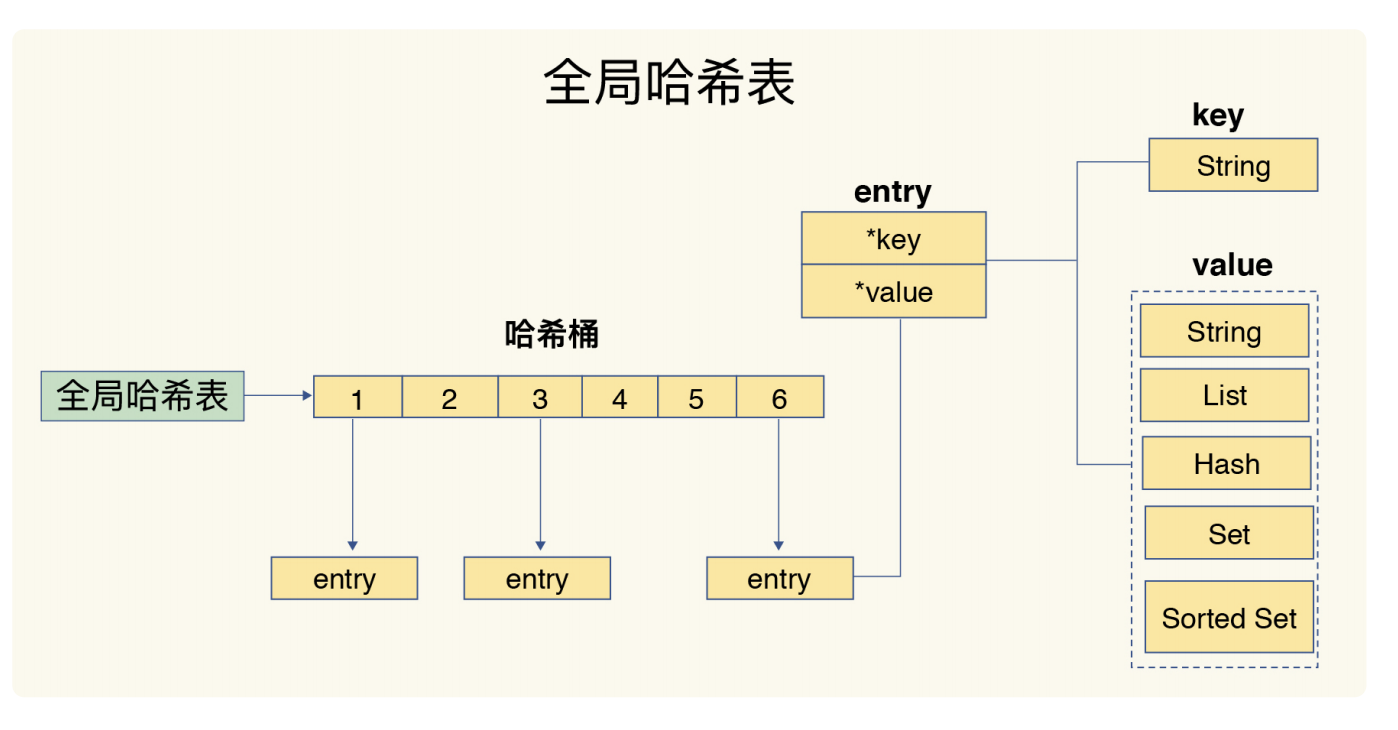 全局哈希表
key
String
entry
*key
*value
value
String
List
Hash
Set
Sorted Set
哈希桶
全局哈希表
1 2 3 4 5 6
entry entry entry